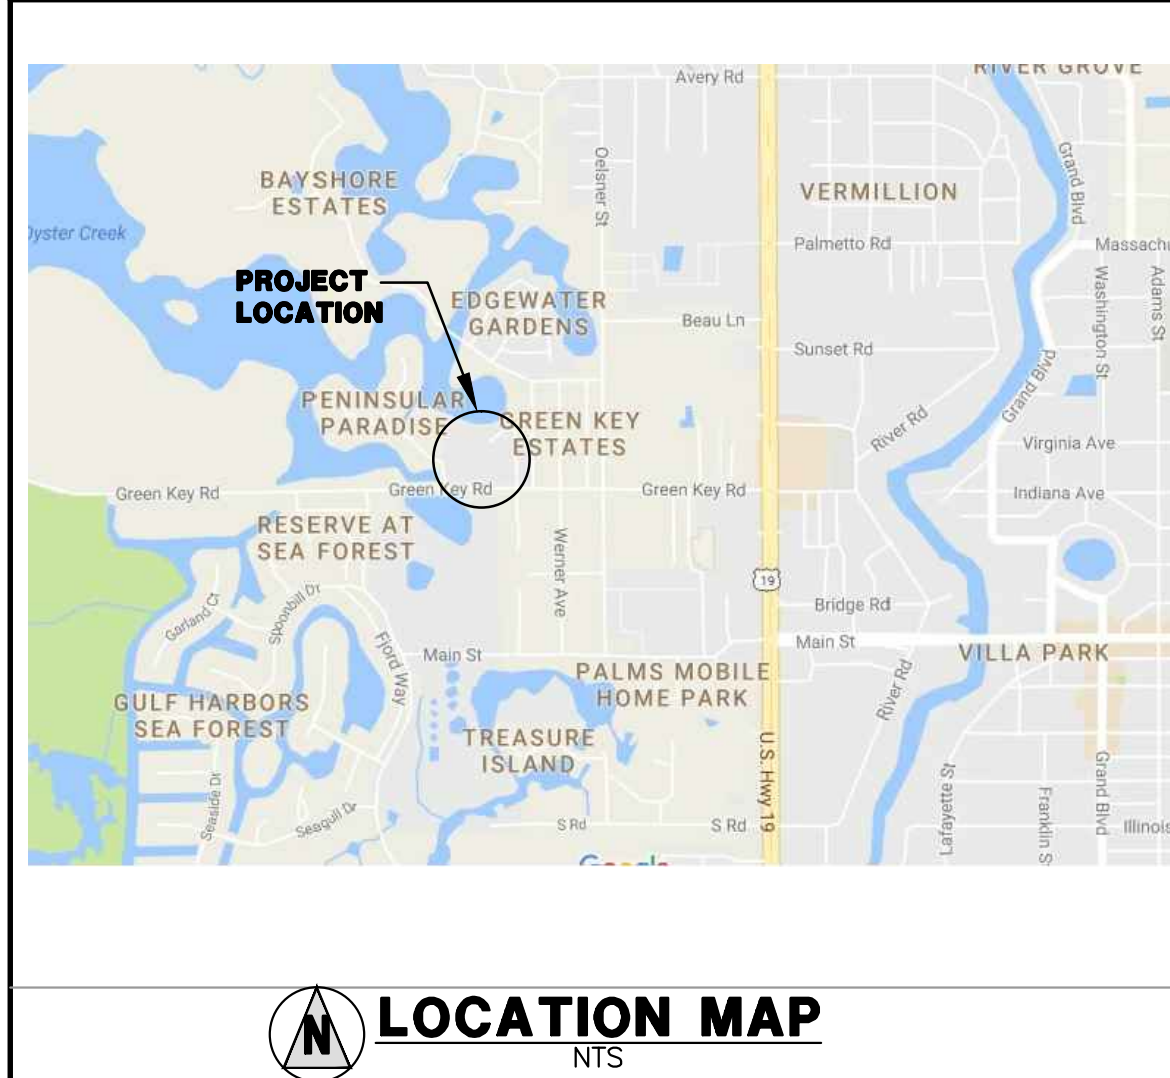 Avery Rd
RIVER GROVE
BAYSHORE
ESTATES
Oelsner St
Grand Blvd
VERMILLION
Oyster Creek
Palmetto Rd
Massachu
PROJECT
LOCATION
EDGEWATER
GARDENS
Beau Ln
Washington St
Adams St
Sunset Rd
Grand Blvd
PENINSULAR
PARADISE
GREEN KEY
ESTATES
River Rd
Virginia Ave
Green Key Rd
Green Key Rd
Green Key Rd
Indiana Ave
RESERVE AT
SEA FOREST
Werner Ave
19
Garland Ct
Spoonbill Dr
Bridge Rd
Fjord Way
Main St
Main St
VILLA PARK
PALMS MOBILE
HOME PARK
River Rd
GULF HARBORS
SEA FOREST
TREASURE
ISLAND
U.S. Hwy 19
Seaside Dr
Seagull Dr
S Rd
S Rd
Lafayette St
Franklin S
Grand Blvd
Illinois
Google
N
LOCATION MAP
NTS